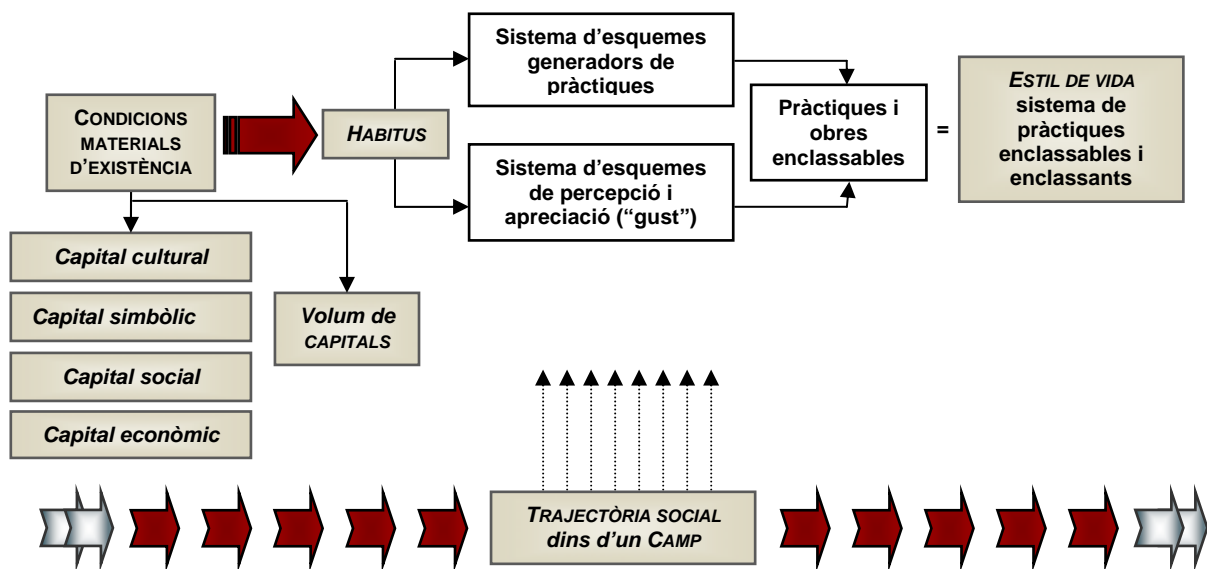 CONDICIONS
MATERIALS
D'EXISTÈNCIA
HABITUS
Sistema d'esquemes
generadors de
pràctiques
Sistema d'esquemes
de percepció i
apreciació (“gust”)
Pràctiques i
obres
enclassables
=
ESTIL DE VIDA
sistema de
pràctiques
enclassables i
enclassants
Capital cultural
Capital simbòlic
Capital social
Capital econòmic
Volum de
CAPITALS
TRAJECTÒRIA SOCIAL
dins d'un CAMP